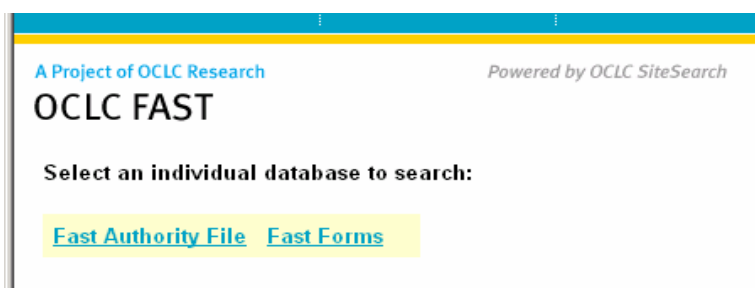 A Project of OCLC Research Powered by OCLC SiteSearch
OCLC FAST
Select an individual database to search:
Fast Authority File Fast Forms